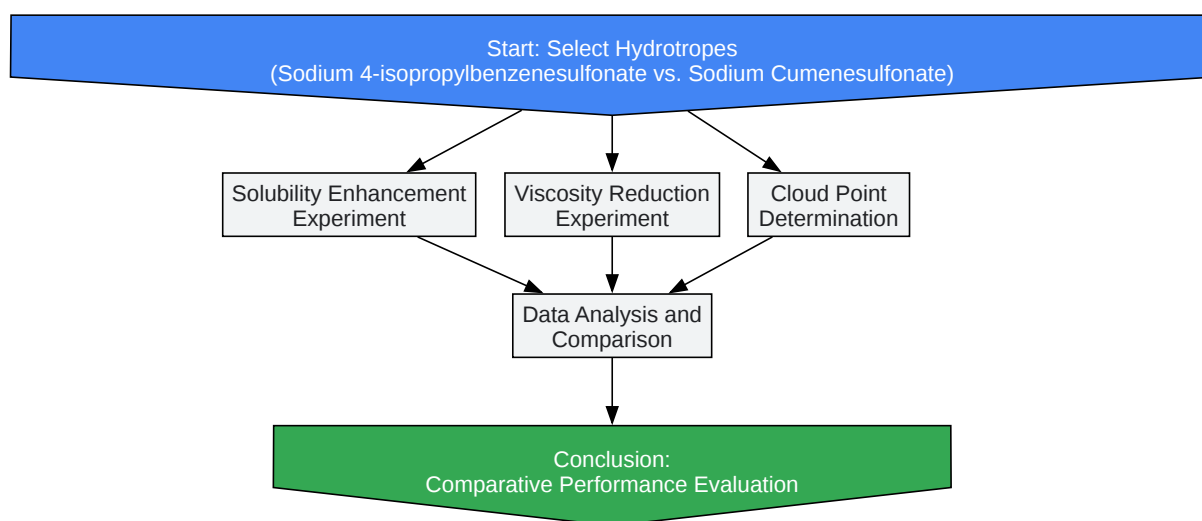 Start: Select Hydrotropes
(Sodium 4-isopropylbenzenesulfonate vs. Sodium Cumenesulfonate)
Solubility Enhancement
Experiment
Viscosity Reduction
Experiment
Cloud Point
Determination
Data Analysis and
Comparison
Conclusion:
Comparative Performance Evaluation